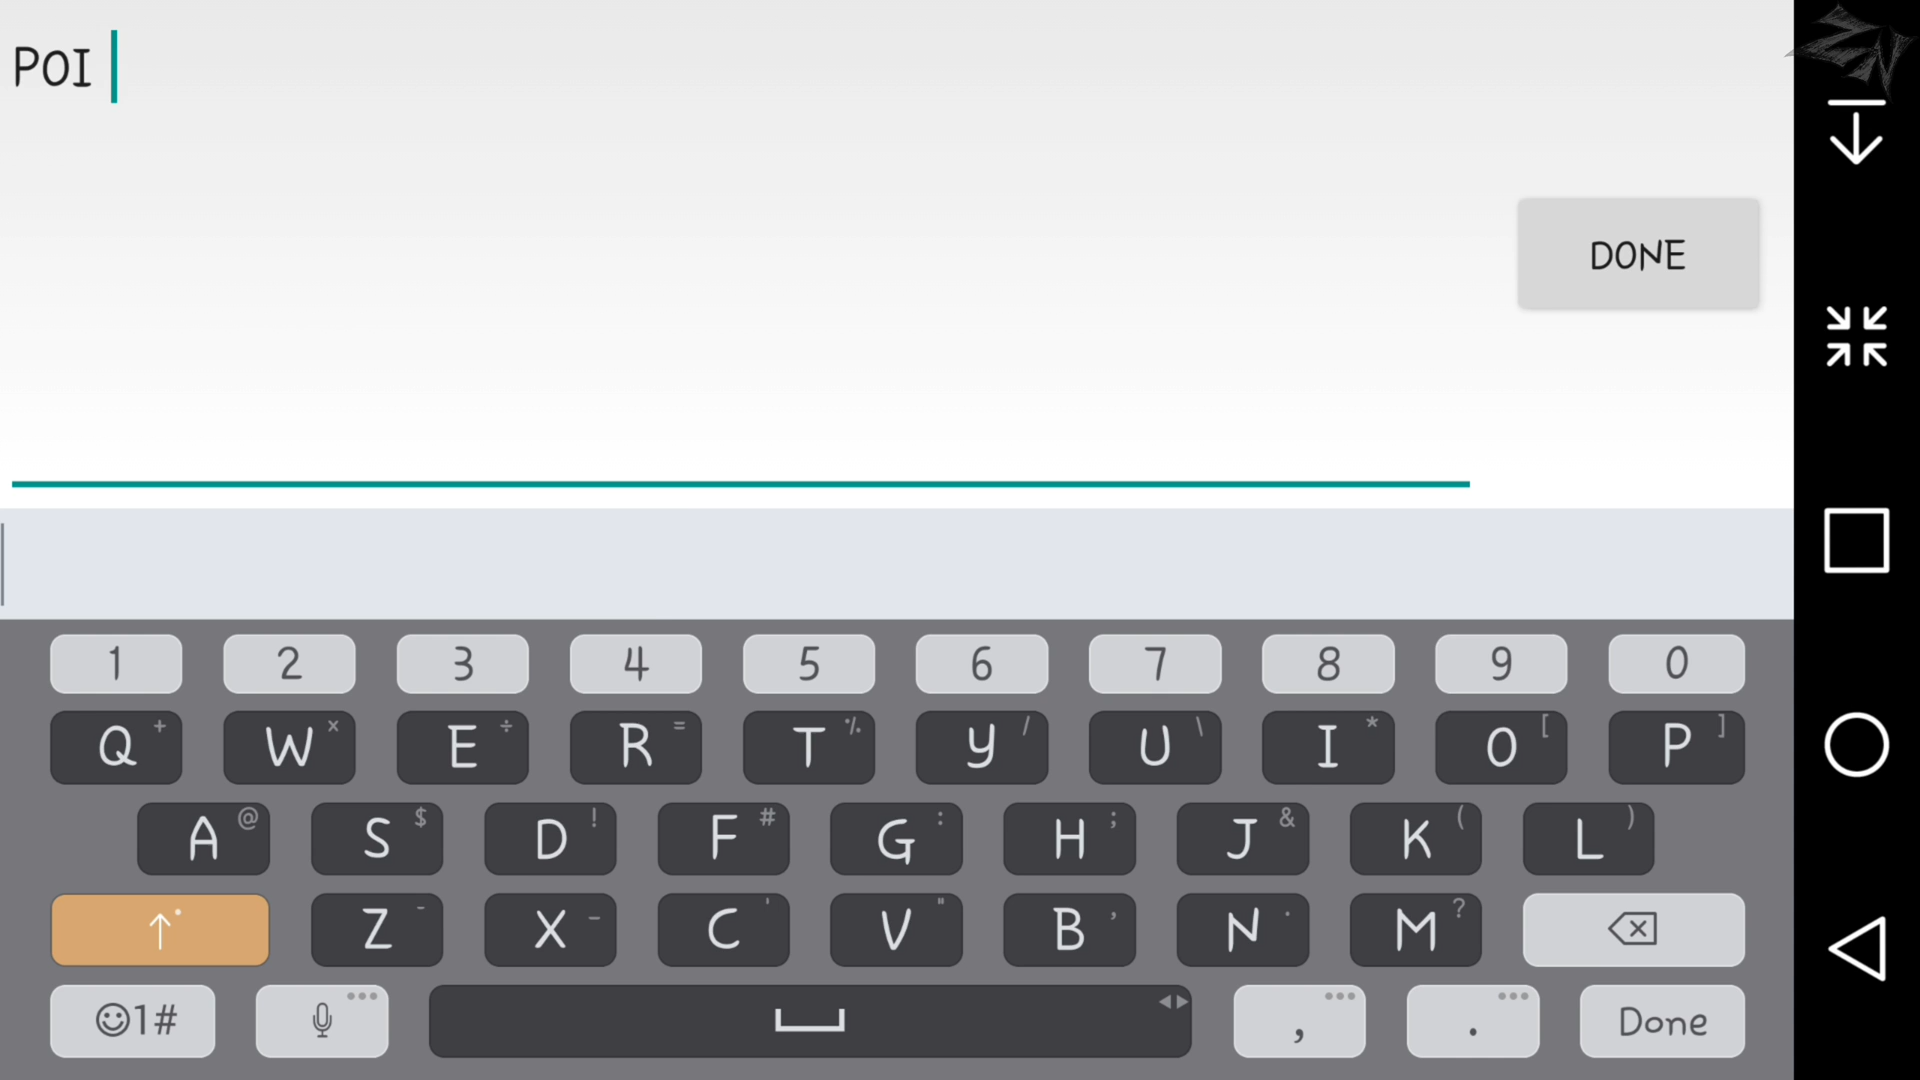 POI
DONE
1 2 3 4 5 6 7 8 9 0
Q + W × E ÷ R = T % Y / U \ I * O [ P ]
A @ S $ D ! F # G : H ; J & K ( L )
Z - X _ C ' V " B , N . M ?
1# , . Done